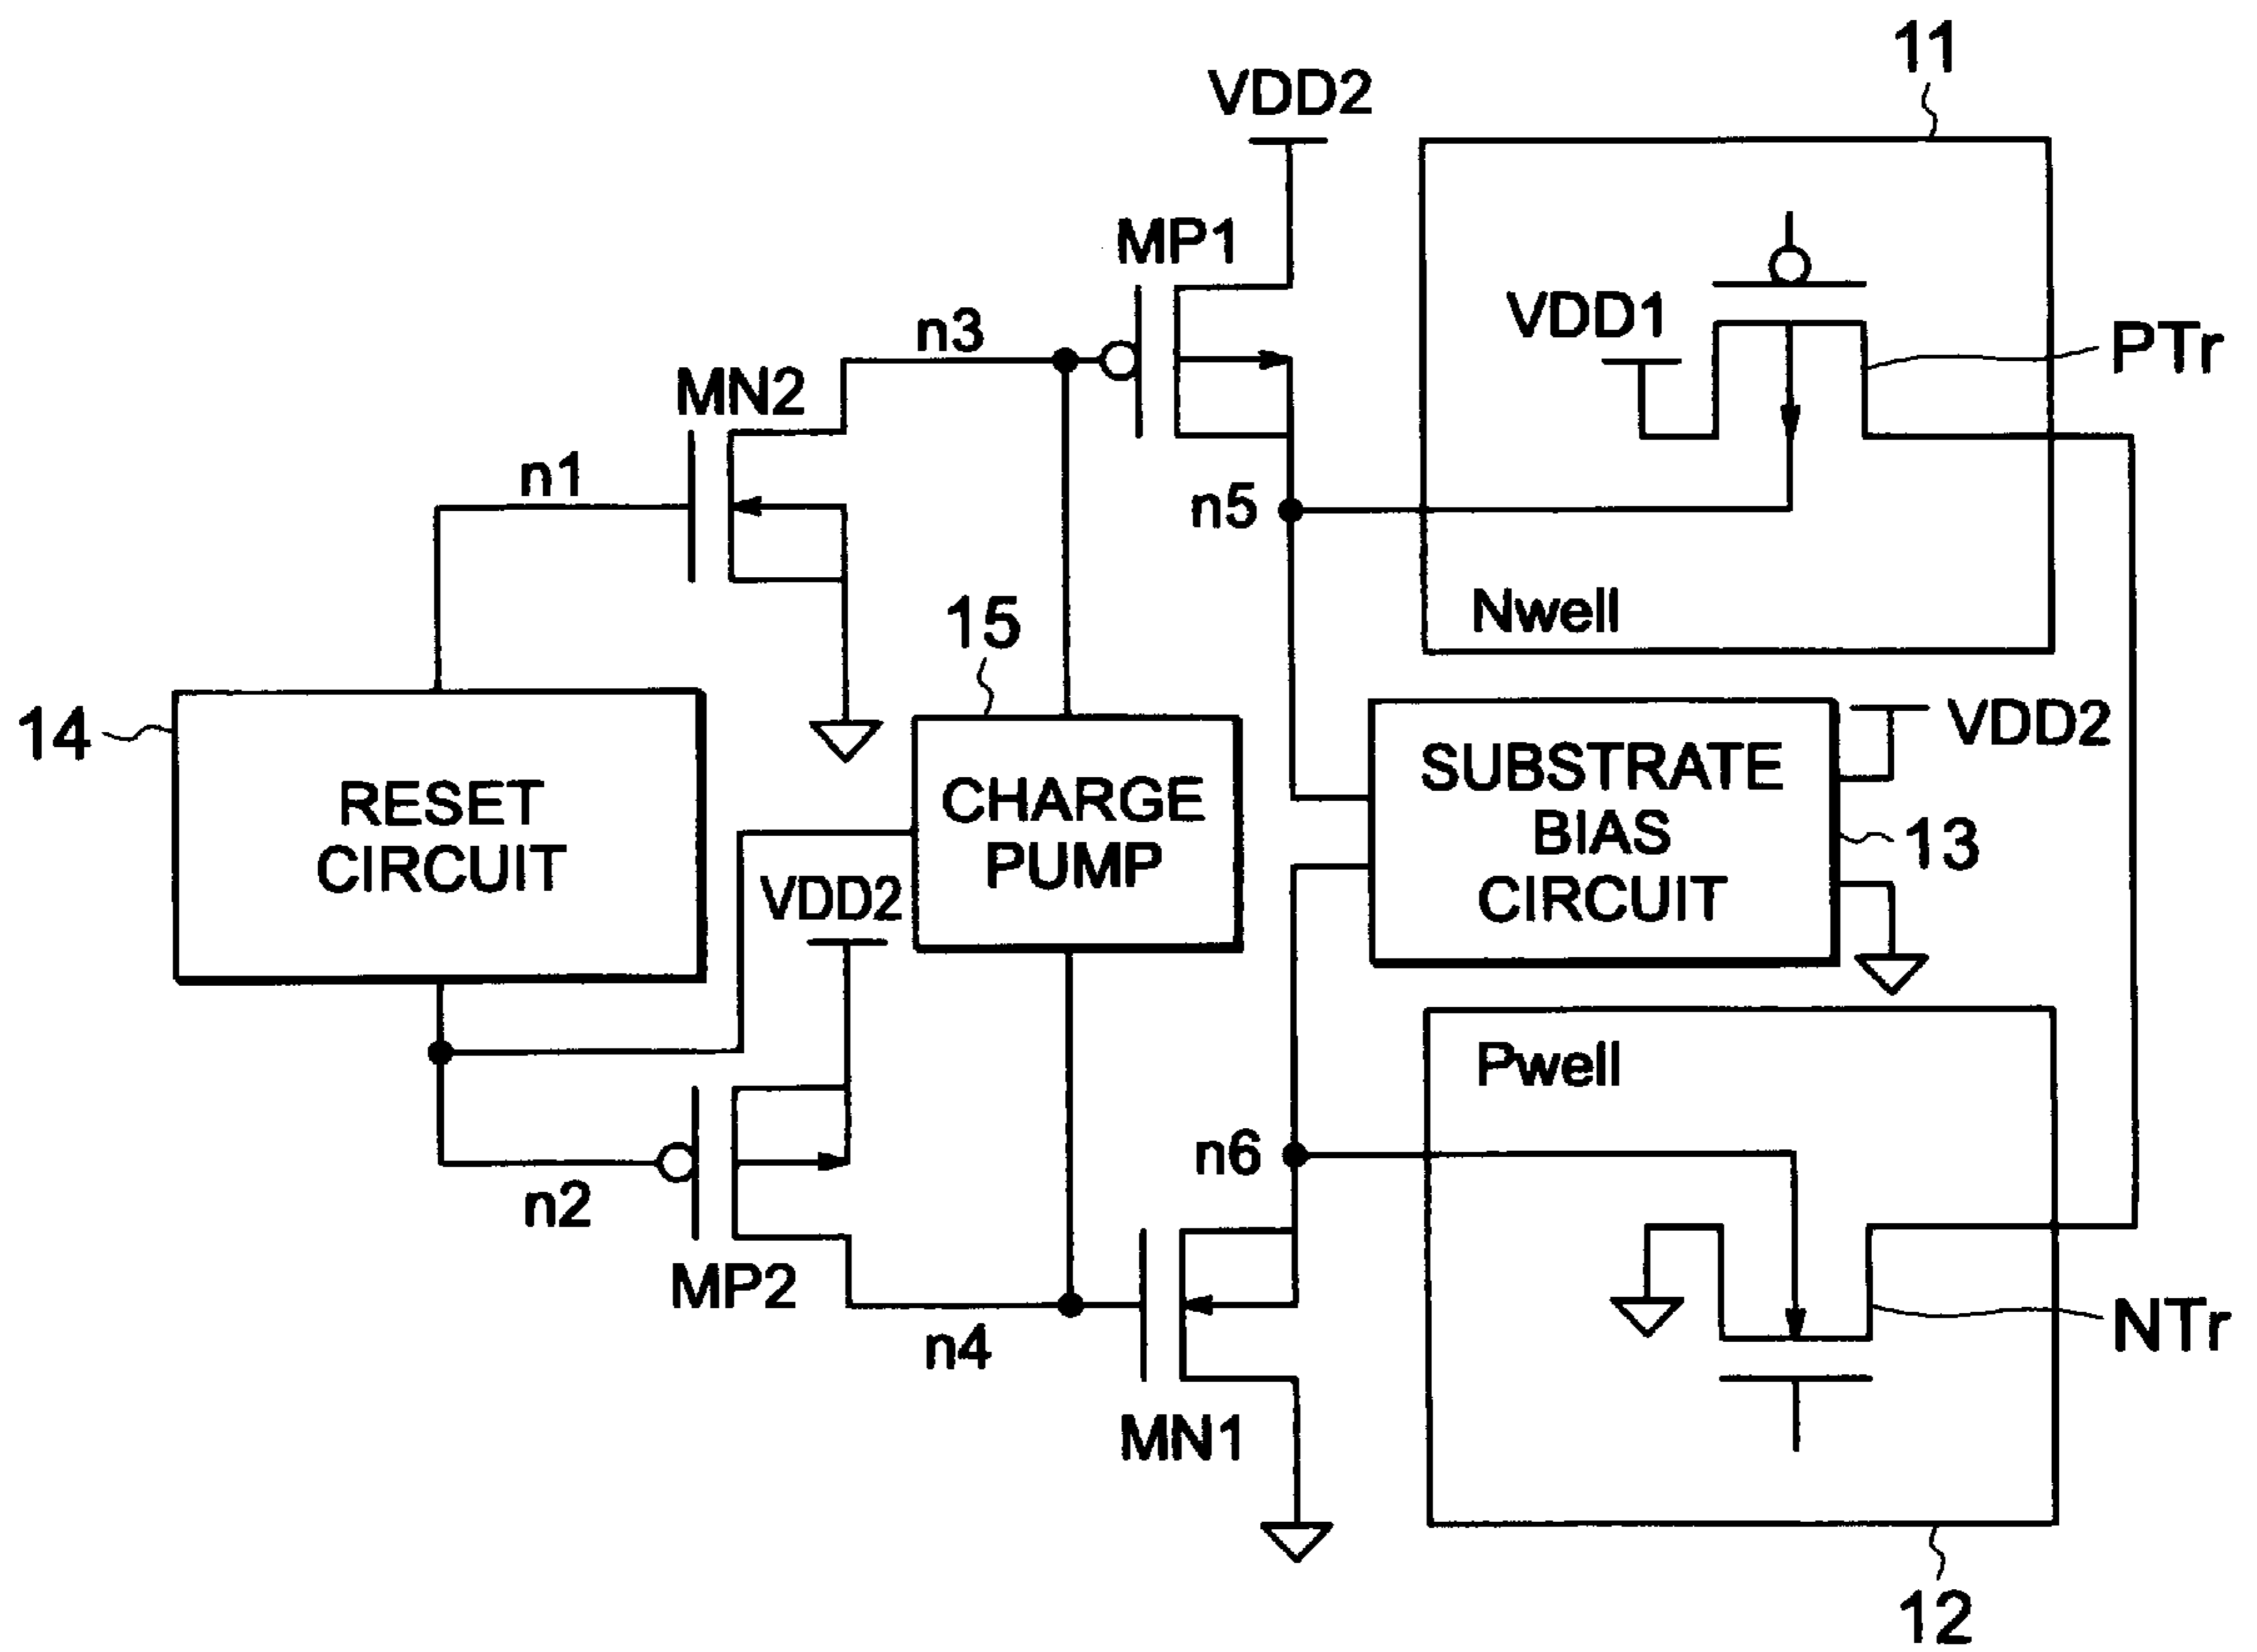 11
VDD2
MP1
n3
VDD1
PTr
MN2
n1
n5
Nwell
15
14
RESET
CIRCUIT
CHARGE
PUMP
SUBSTRATE
BIAS
CIRCUIT
VDD2
13
VDD2
Pwell
n6
n2
MP2
n4
NTr
MN1
12